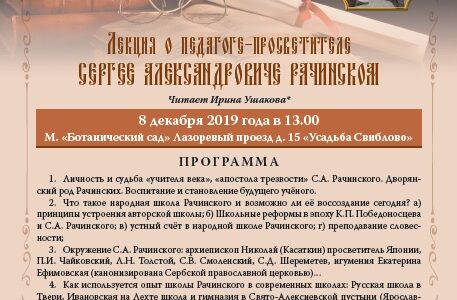 Лекция о педагоге-просветителе
Сергее Александровиче Рачинском
Читает Ирина Ушакова*
8 декабря 2019 года в 13.00
М. «Ботанический сад» Лазоревый проезд д. 15 «Усадьба Свиблово»
ПРОГРАММА
1. Личность и судьба «учителя века», «апостола трезвости» С.А. Рачинского. Дворян-
ский род Рачинских. Воспитание и становление будущего учёного.
2. Что такое народная школа Рачинского и возможно ли её воссоздание сегодня? а)
принципы устроения авторской школы; б) Школьные реформы в эпоху К.П. Победоносцева
и С.А. Рачинского; в) устный счёт в народной школе Рачинского; г) преподавание словес-
ности;
3. Окружение С.А. Рачинского: архиепископ Николай (Касаткин) просветитель Японии,
П.И. Чайковский, Л.Н. Толстой, С.В. Смоленский, С.Д. Шереметев, игумения Екатерина
Ефимовская (канонизирована Сербской православной церковью)...
4. Как используется опыт школы Рачинского в современных школах: Русская школа в
Твери, Ивановская на Лехте школа и гимназия в Свято-Алексиевской пустыни (Ярослав-